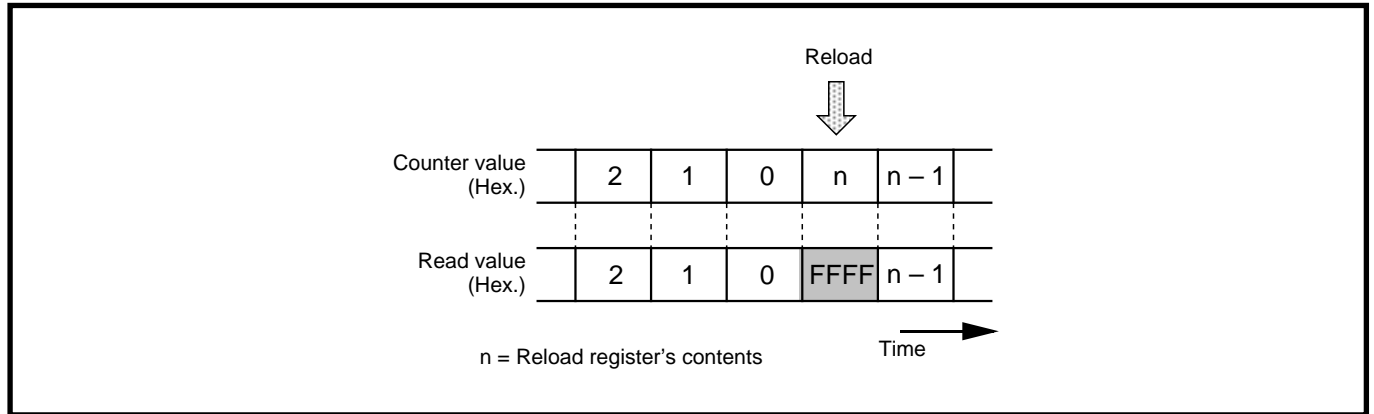 Reload
Counter value
(Hex.)
2 1 0 n n – 1
Read value
(Hex.)
2 1 0 FFFF n – 1
Time
n = Reload register’s contents